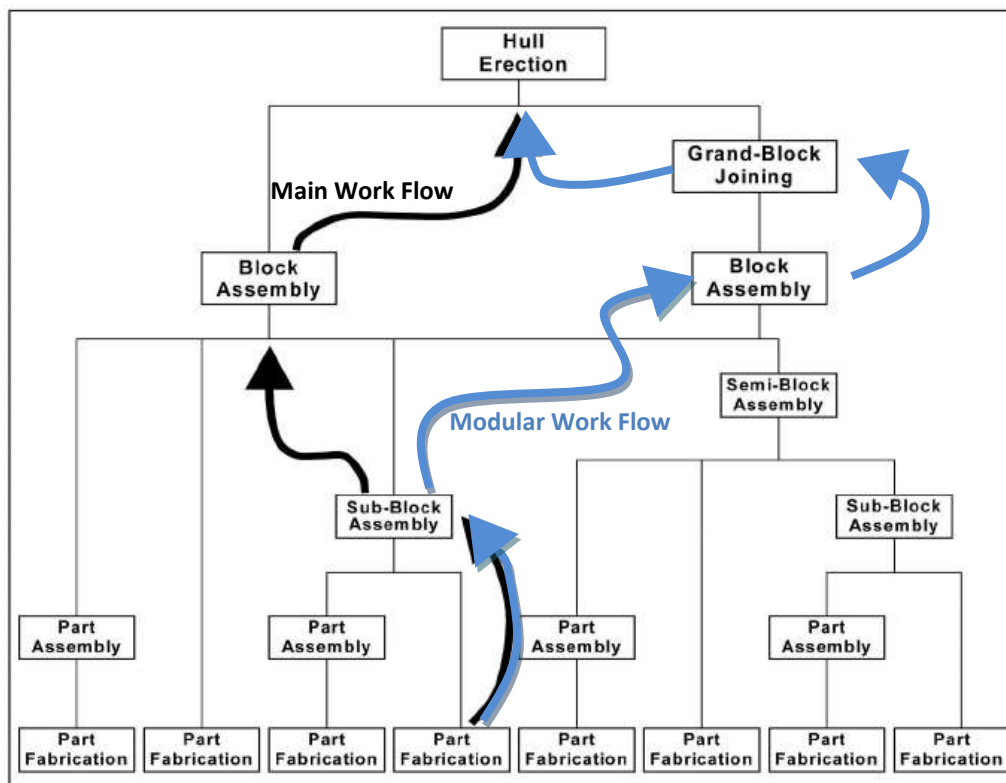 Hull
Erection
Grand-Block
Joining
Main Work Flow
Block
Assembly
Block
Assembly
Semi-Block
Assembly
Modular Work Flow
Sub-Block
Assembly
Sub-Block
Assembly
Part
Assembly
Part
Assembly
Part
Assembly
Part
Assembly
Part
Fabrication
Part
Fabrication
Part
Fabrication
Part
Fabrication
Part
Fabrication
Part
Fabrication
Part
Fabrication
Part
Fabrication